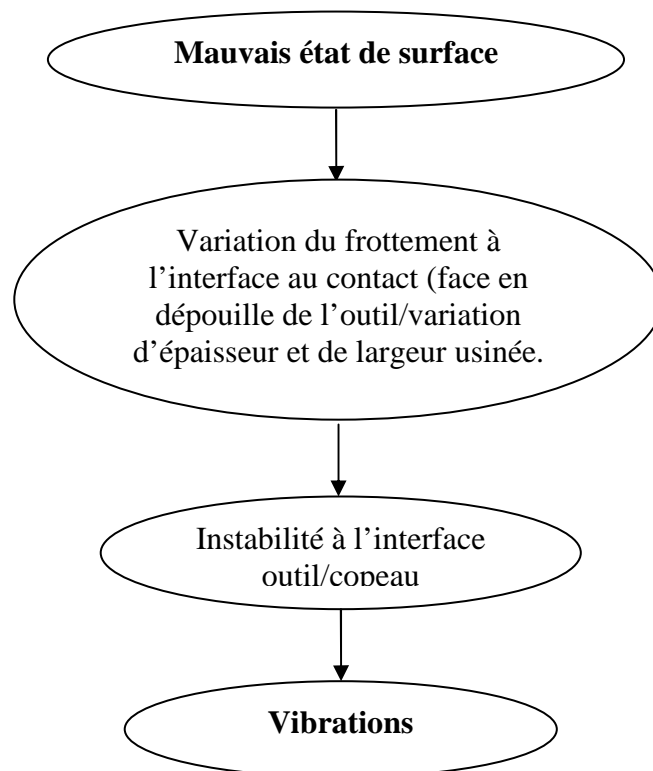 Mauvais état de surface
Variation du frottement à
l’interface au contact (face en
dépouille de l’outil/variation
d’épaisseur et de largeur usinée.
Instabilité à l’interface
outil/copeau
Vibrations